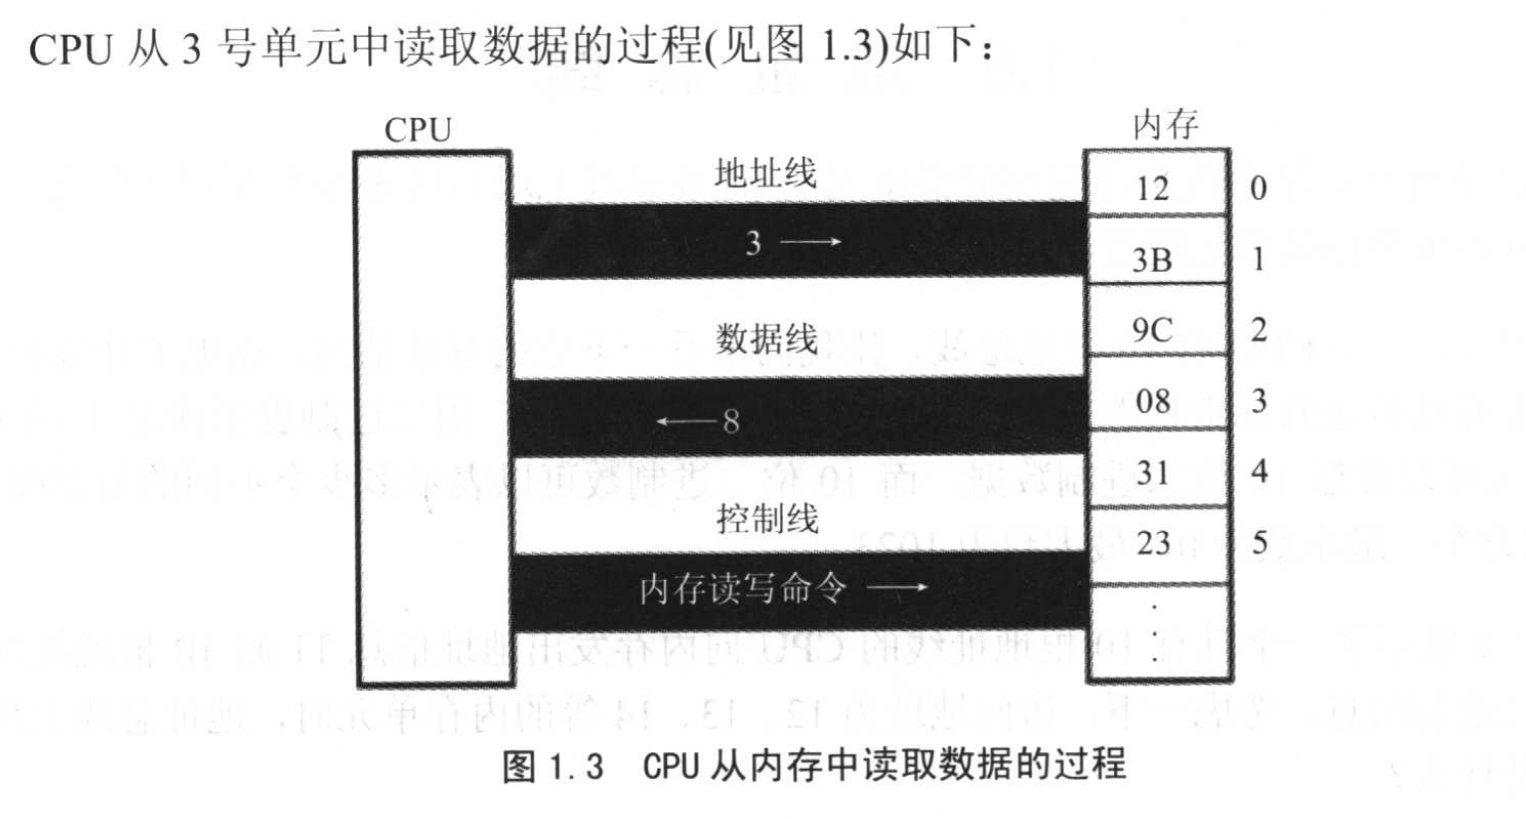 CPU 从 3 号单元中读取数据的过程(见图 1.3)如下：
CPU
内存
地址线
12 0
3 →
3B 1
数据线
9C 2
08 3
←8
31 4
控制线
23 5
内存读写命令 →
图 1.3 CPU 从内存中读取数据的过程